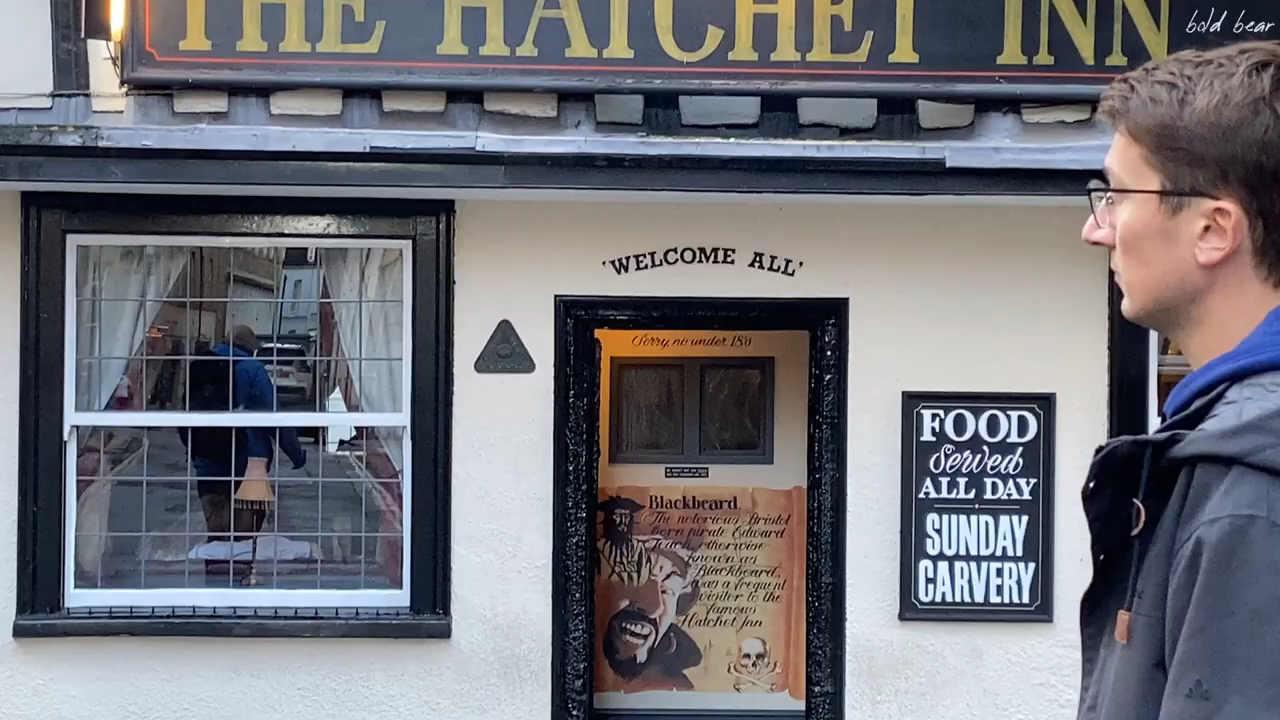 THE HATCHET INN
bold bear
'WELCOME ALL'
Sorry, no under 18's
Blackbeard.
The notorious Bristol
born pirate Edward
Teach otherwise
known as
Blackbeard,
was a frequent
visiter to the
famous
Hatchet Inn
FOOD
Served
ALL DAY
SUNDAY
CARVERY